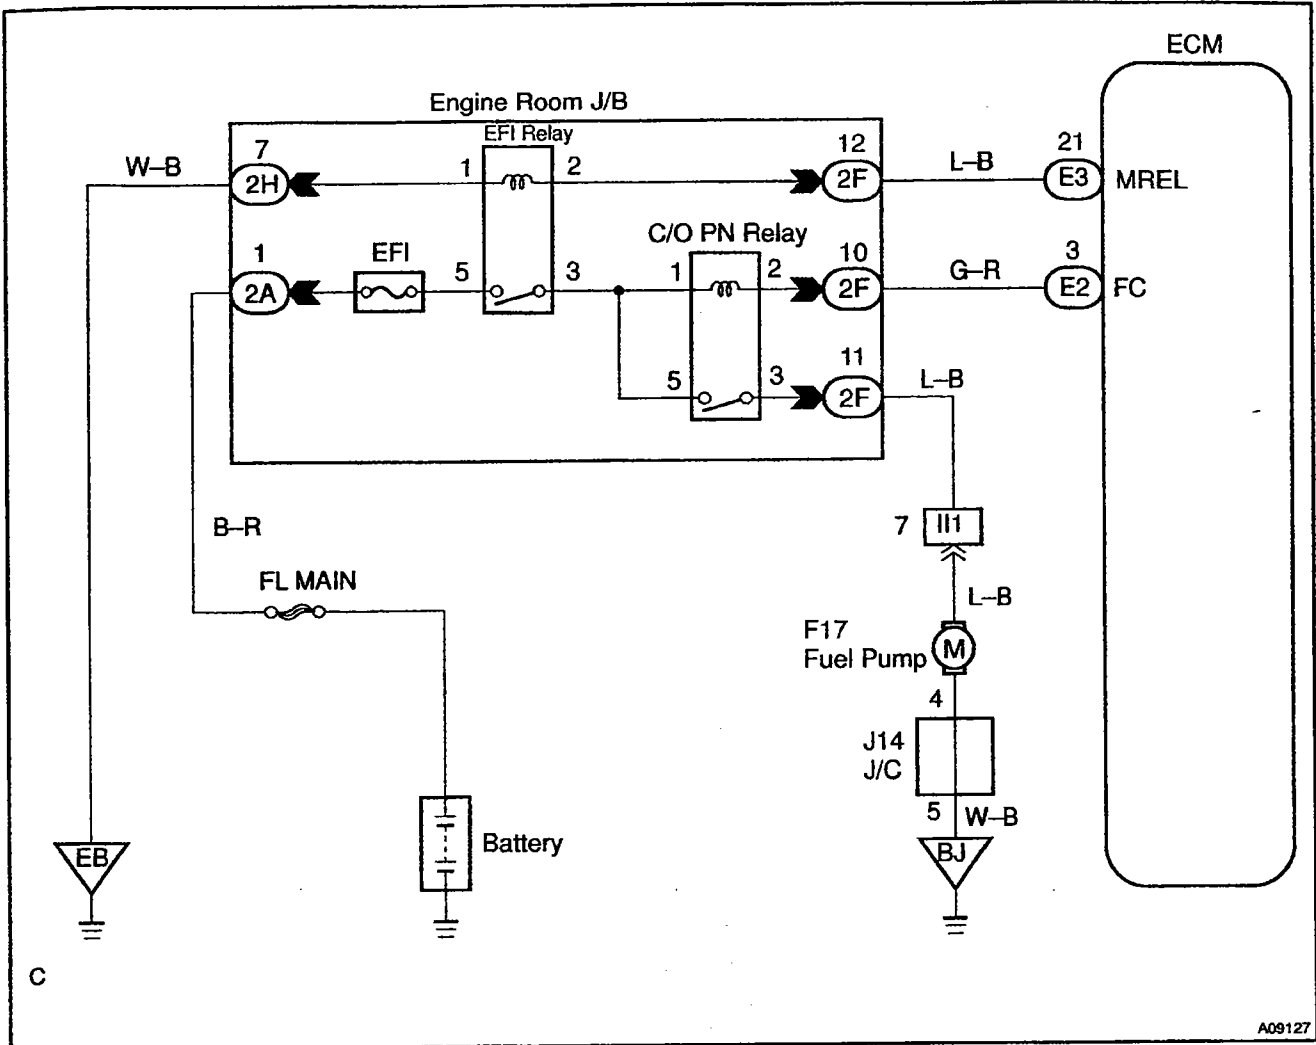 ECM
Engine Room J/B
EFI Relay
7
12
21
W–B
1
2
L–B
2H
2F
E3
MREL
C/O PN Relay
1
EFI
5
3
1
2
10
G–R
3
2A
2F
E2
FC
11
5
3
L–B
2F
B–R
7
II1
FL MAIN
L–B
F17
Fuel Pump
M
4
J14
J/C
5
W–B
Battery
EB
BJ
C
A09127